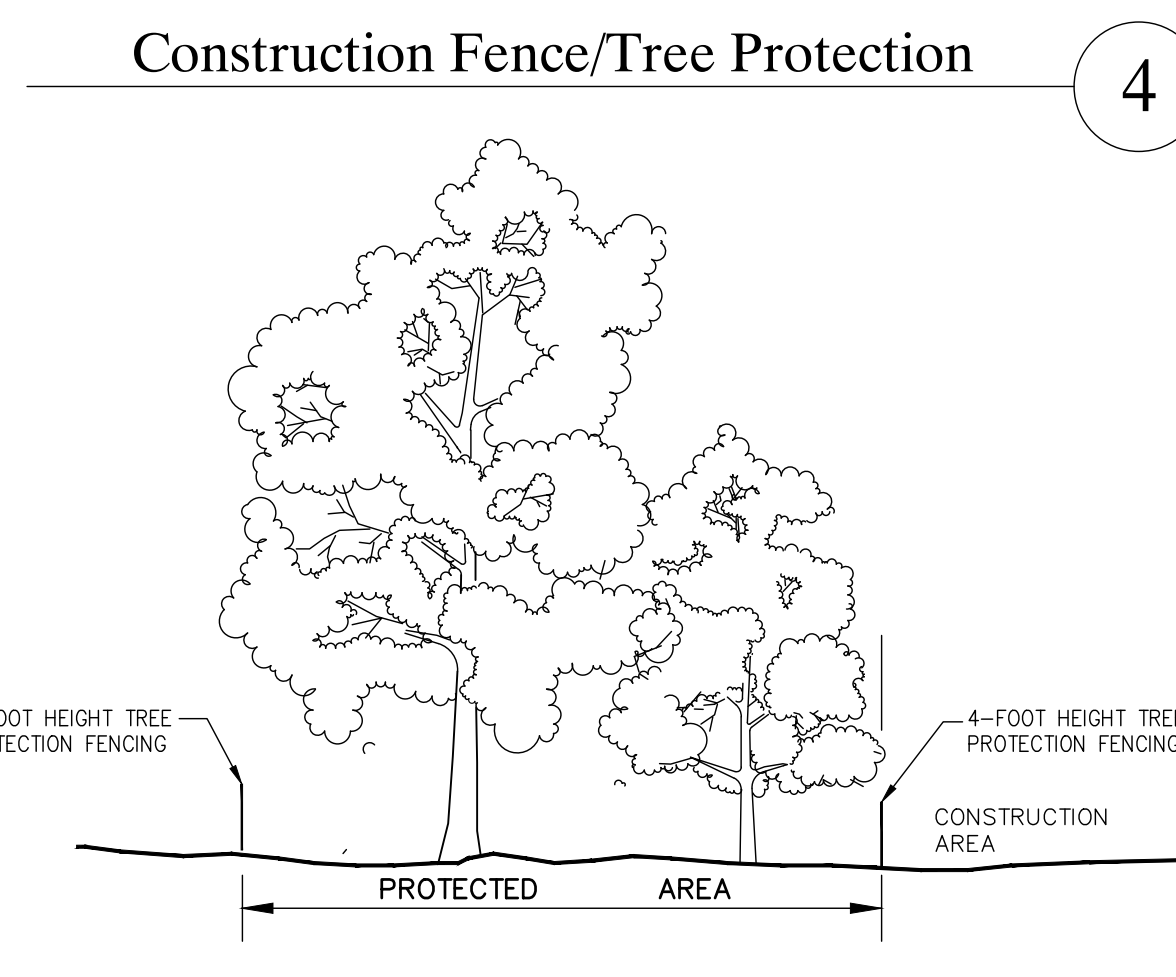 Construction Fence/Tree Protection
4
OOT HEIGHT TREE
TECTION FENCING
4-FOOT HEIGHT TREE
PROTECTION FENCING
CONSTRUCTION
AREA
PROTECTED AREA